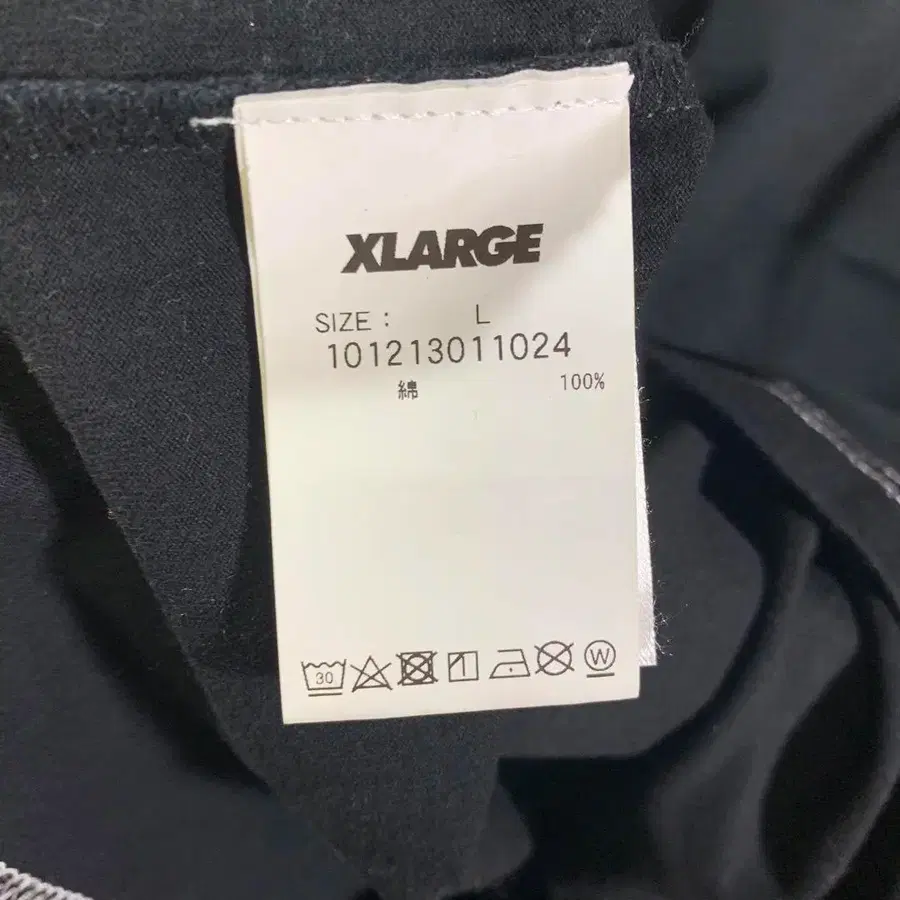 XLARGE
SIZE : L
101213011024
綿 100%
30 W